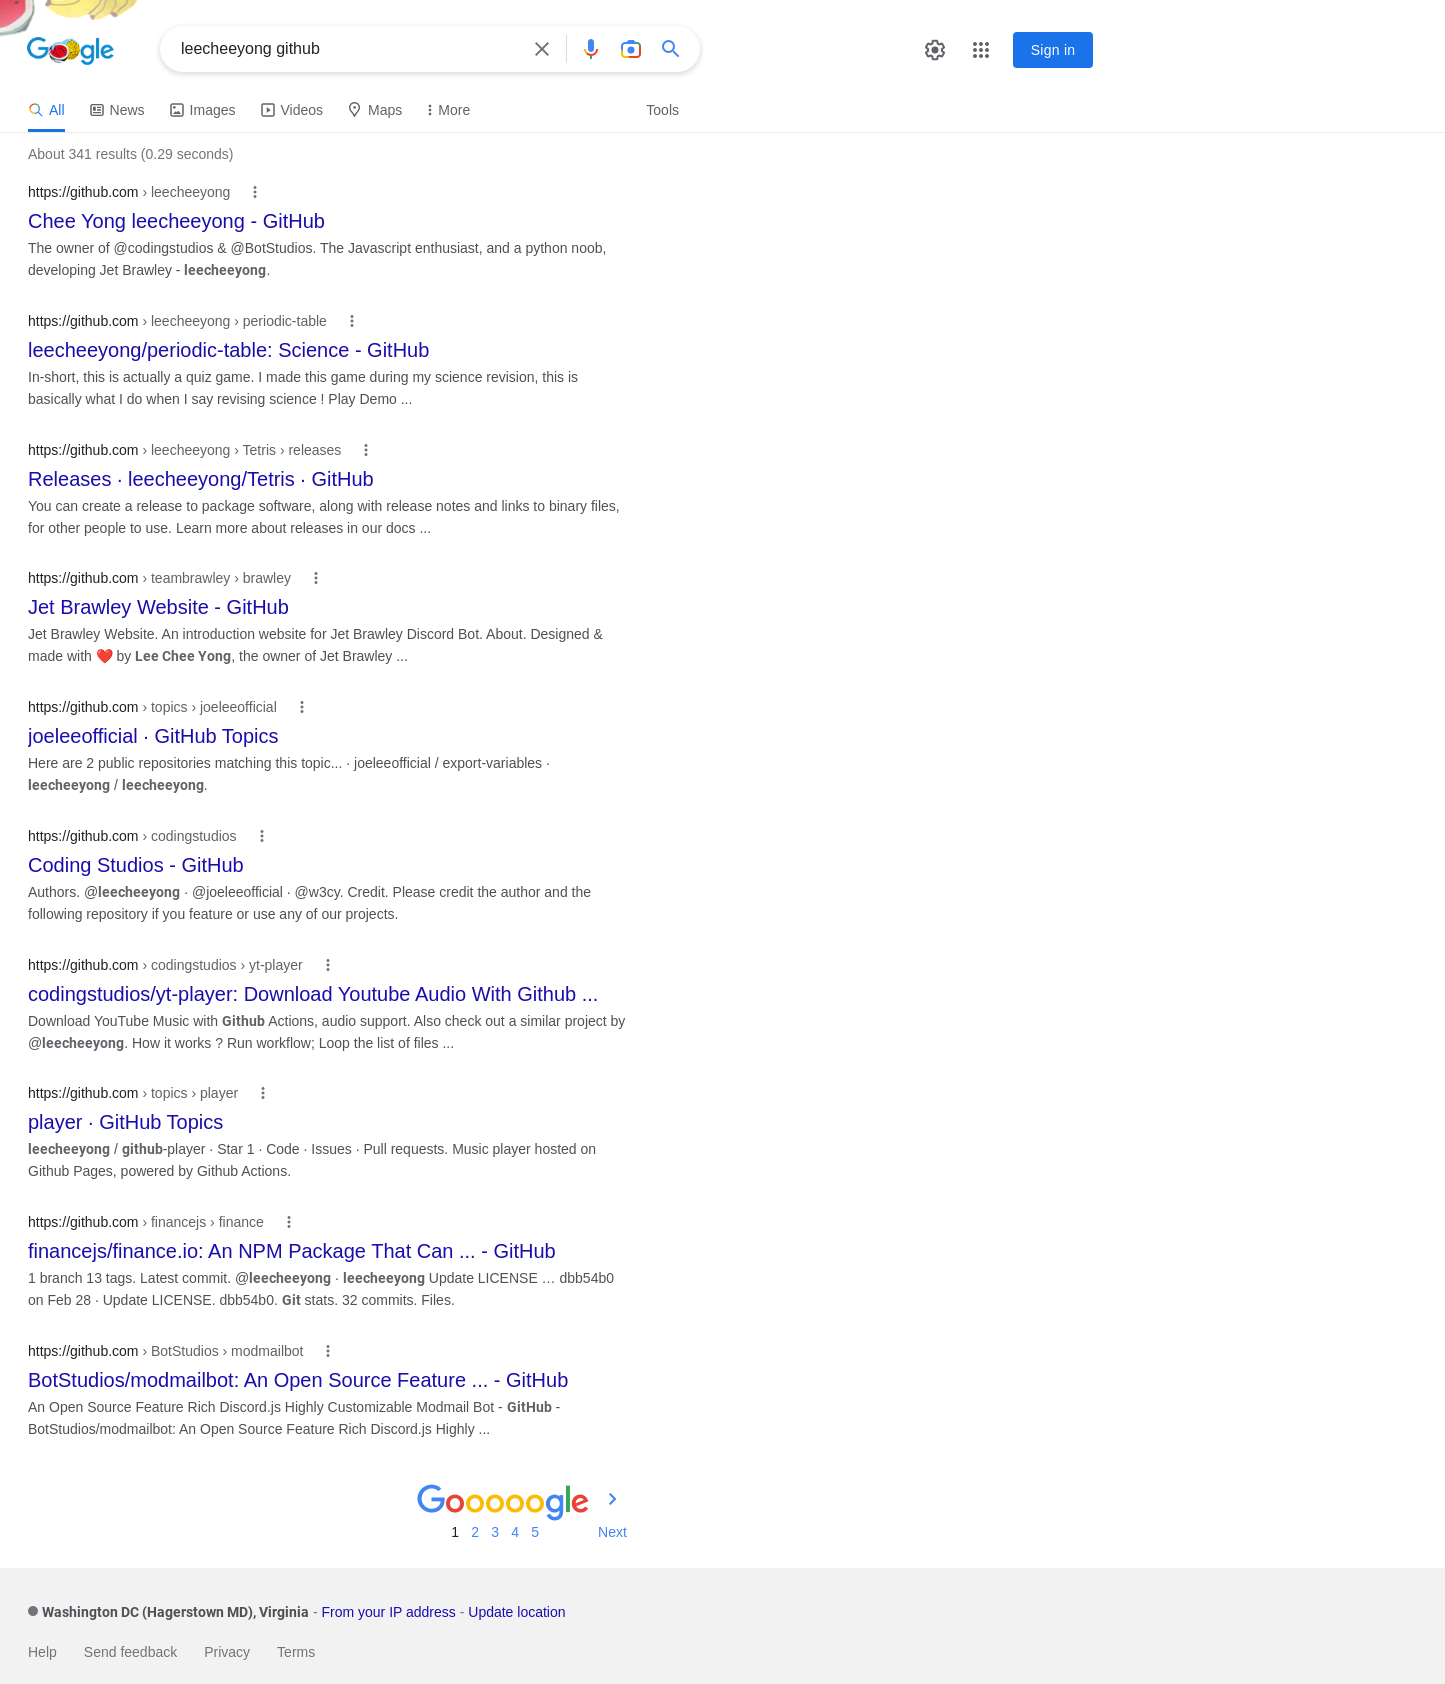 Google
leecheeyong github
Sign in
All News Images Videos Maps More Tools
About 341 results (0.29 seconds)
https://github.com › leecheeyong
Chee Yong leecheeyong - GitHub
The owner of @codingstudios & @BotStudios. The Javascript enthusiast, and a python noob,
developing Jet Brawley - leecheeyong.
https://github.com › leecheeyong › periodic-table
leecheeyong/periodic-table: Science - GitHub
In-short, this is actually a quiz game. I made this game during my science revision, this is
basically what I do when I say revising science ! Play Demo ...
https://github.com › leecheeyong › Tetris › releases
Releases · leecheeyong/Tetris · GitHub
You can create a release to package software, along with release notes and links to binary files,
for other people to use. Learn more about releases in our docs ...
https://github.com › teambrawley › brawley
Jet Brawley Website - GitHub
Jet Brawley Website. An introduction website for Jet Brawley Discord Bot. About. Designed &
made with ❤️ by Lee Chee Yong, the owner of Jet Brawley ...
https://github.com › topics › joeleeofficial
joeleeofficial · GitHub Topics
Here are 2 public repositories matching this topic... · joeleeofficial / export-variables ·
leecheeyong / leecheeyong.
https://github.com › codingstudios
Coding Studios - GitHub
Authors. @leecheeyong · @joeleeofficial · @w3cy. Credit. Please credit the author and the
following repository if you feature or use any of our projects.
https://github.com › codingstudios › yt-player
codingstudios/yt-player: Download Youtube Audio With Github ...
Download YouTube Music with Github Actions, audio support. Also check out a similar project by
@leecheeyong. How it works ? Run workflow; Loop the list of files ...
https://github.com › topics › player
player · GitHub Topics
leecheeyong / github-player · Star 1 · Code · Issues · Pull requests. Music player hosted on
Github Pages, powered by Github Actions.
https://github.com › financejs › finance
financejs/finance.io: An NPM Package That Can ... - GitHub
1 branch 13 tags. Latest commit. @leecheeyong · leecheeyong Update LICENSE … dbb54b0
on Feb 28 · Update LICENSE. dbb54b0. Git stats. 32 commits. Files.
https://github.com › BotStudios › modmailbot
BotStudios/modmailbot: An Open Source Feature ... - GitHub
An Open Source Feature Rich Discord.js Highly Customizable Modmail Bot - GitHub -
BotStudios/modmailbot: An Open Source Feature Rich Discord.js Highly ...
Goooooogle
1 2 3 4 5 Next
Washington DC (Hagerstown MD), Virginia - From your IP address - Update location
Help Send feedback Privacy Terms